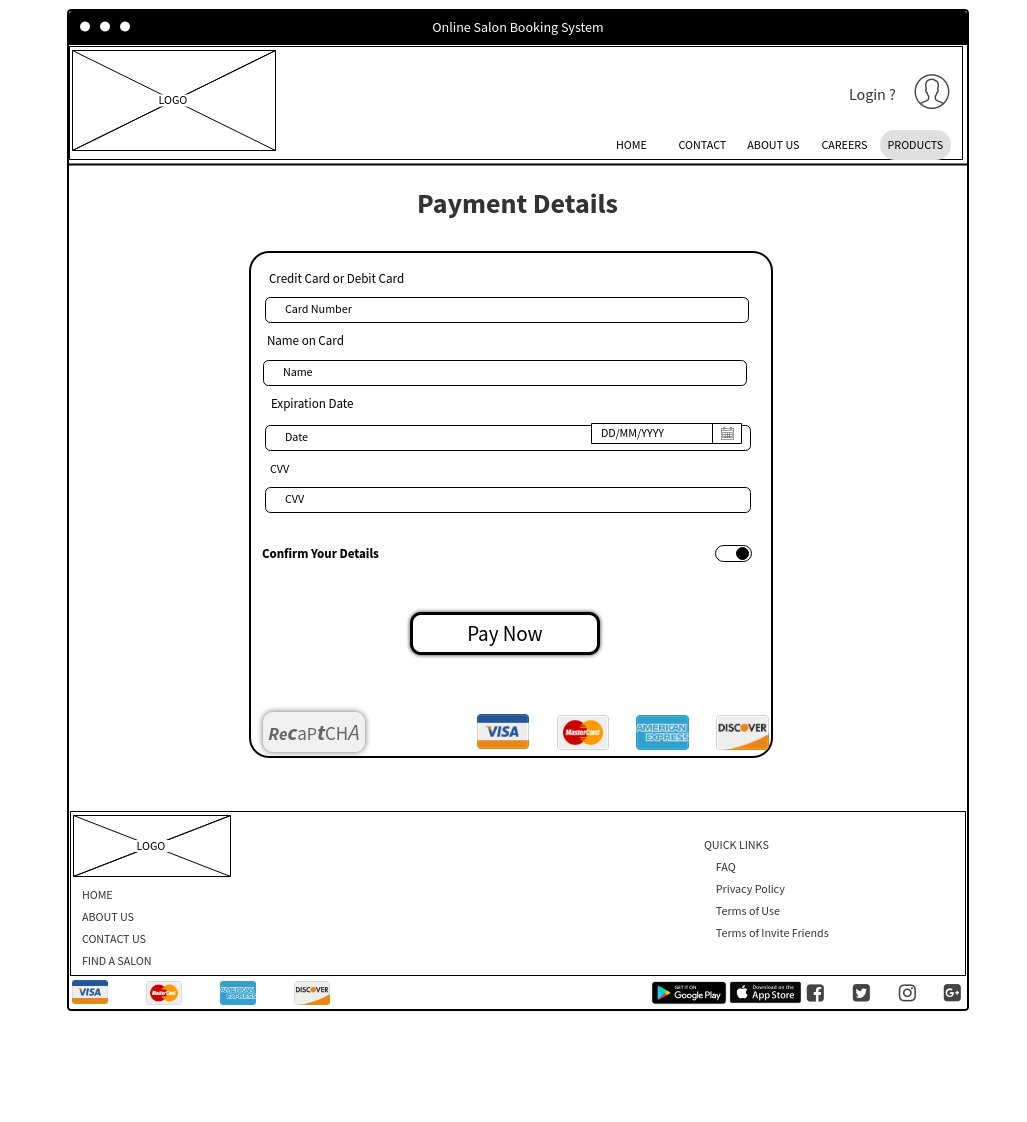 Online Salon Booking System
LOGO
Login ?
HOME CONTACT ABOUT US CAREERS PRODUCTS
Payment Details
Credit Card or Debit Card
Card Number
Name on Card
Name
Expiration Date
Date DD/MM/YYYY
CVV
CVV
Confirm Your Details
Pay Now
RecaPtCHA VISA MasterCard AMERICAN EXPRESS DISCOVER
LOGO
HOME
ABOUT US
CONTACT US
FIND A SALON
QUICK LINKS
FAQ
Privacy Policy
Terms of Use
Terms of Invite Friends
VISA MasterCard AMERICAN EXPRESS DISCOVER
GET IT ON
Google Play
Download on the
App Store
G+